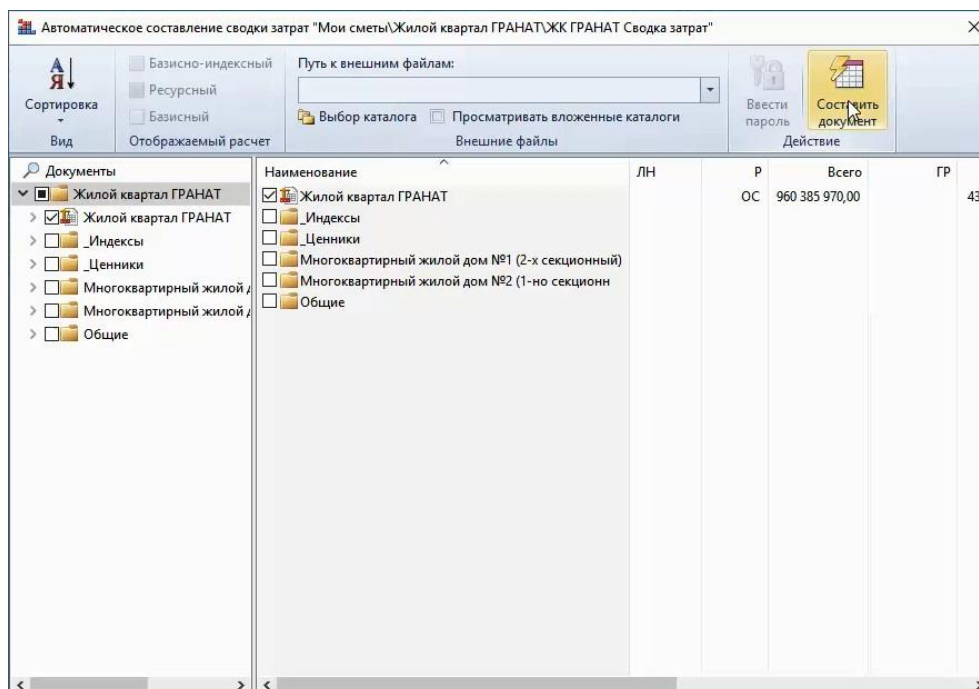 Автоматическое составление сводки затрат "Мои сметы\Жилой квартал ГРАНАТ\ЖК ГРАНАТ Сводка затрат"
Сортировка
Вид
Базисно-индексный
Ресурсный
Базисный
Отображаемый расчет
Путь к внешним файлам:
Выбор каталога Просматривать вложенные каталоги
Внешние файлы
Ввести пароль
Составить документ
Действие
Документы
Жилой квартал ГРАНАТ
Жилой квартал ГРАНАТ
_Индексы
_Ценники
Многоквартирный жилой
Многоквартирный жилой
Общие
Наименование ЛН Р Всего ГР
Жилой квартал ГРАНАТ ОС 960 385 970,00 43
_Индексы
_Ценники
Многоквартирный жилой дом №1 (2-х секционный)
Многоквартирный жилой дом №2 (1-но секционн
Общие